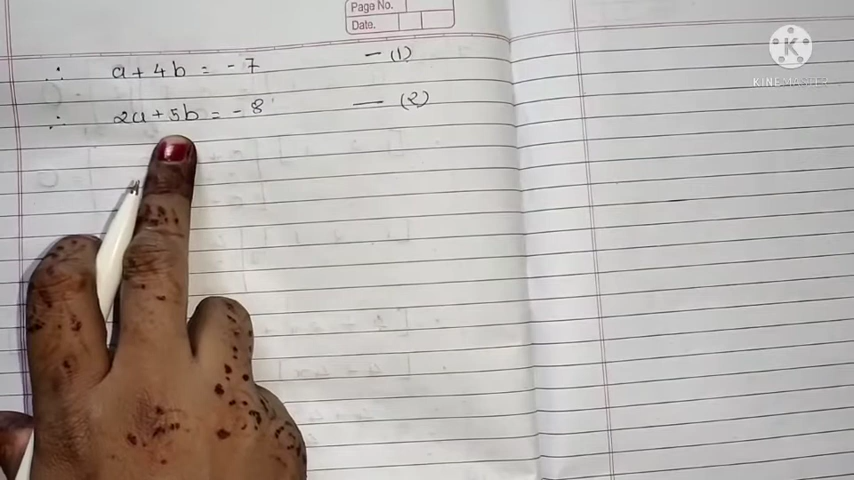 Page No.
Date.
∴ a + 4b = - 7 — (1)
∴ 2a + 5b = - 8 — (2)
KINEMASTER